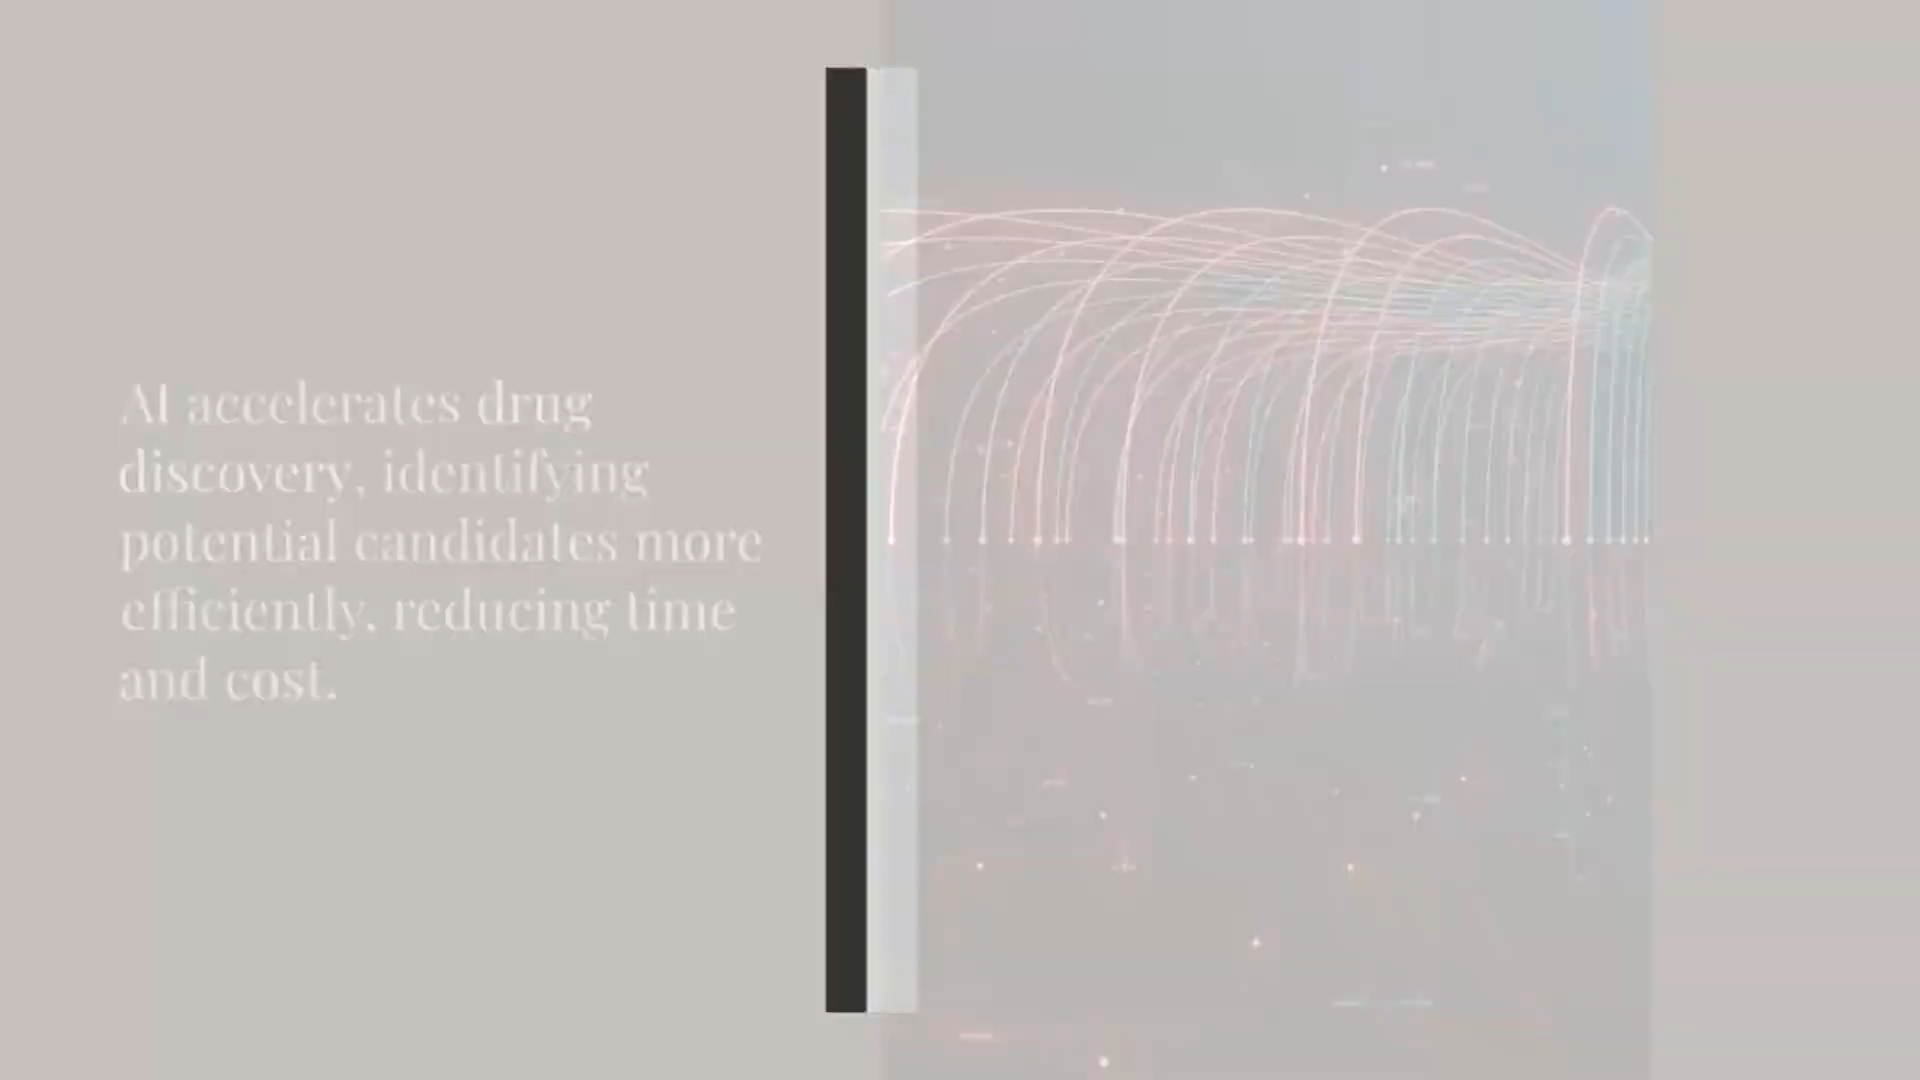 AI accelerates drug
discovery, identifying
potential candidates more
efficiently, reducing time
and cost.